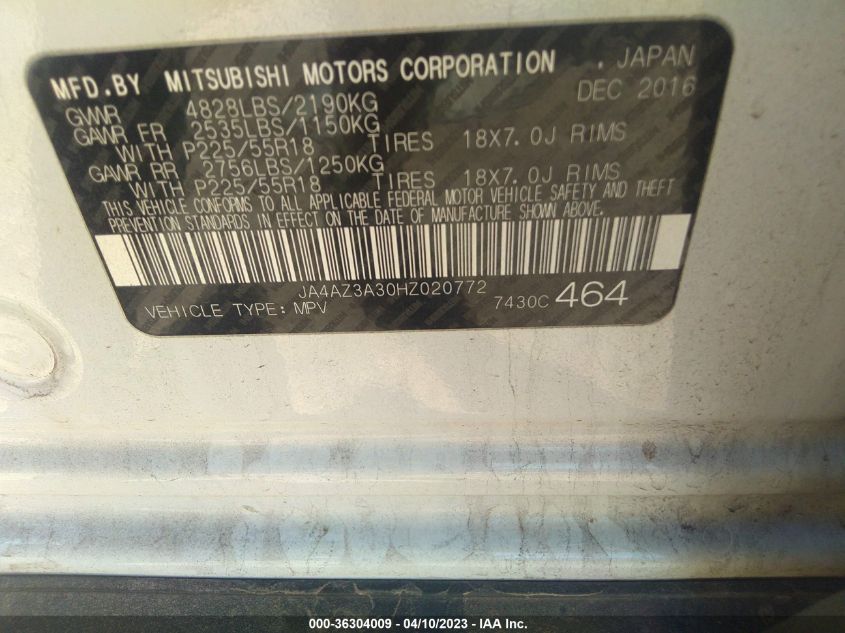 MFD.BY MITSUBISHI MOTORS CORPORATION . JAPAN
GWWR 4828LBS/2190KG DEC 2016
GAWR FR 2535LBS/1150KG
WITH P225/55R18 TIRES 18X7.0J RIMS
GAWR RR 2756LBS/1250KG
WITH P225/55R18 TIRES 18X7.0J RIMS
THIS VEHICLE CONFORMS TO ALL APPLICABLE FEDERAL MOTOR VEHICLE SAFETY AND THEFT
PREVENTION STANDARDS IN EFFECT ON THE DATE OF MANUFACTURE SHOWN ABOVE.
JA4AZ3A30HZ020772
VEHICLE TYPE: MPV 7430C 464
000-36304009 - 04/10/2023 - IAA Inc.